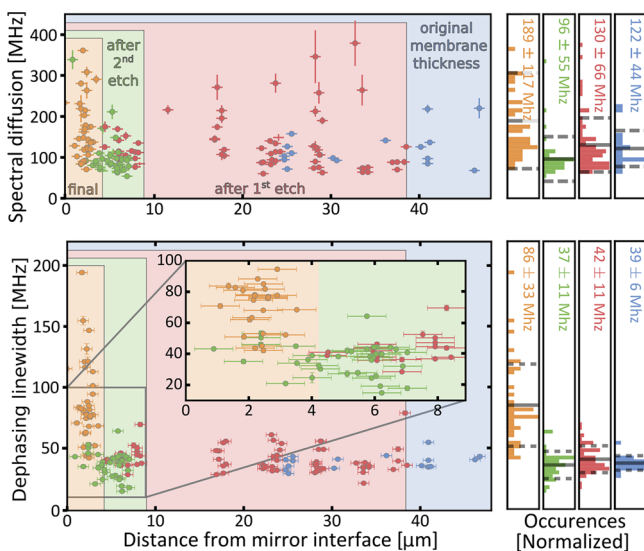 Spectral diffusion [MHz]
400
300
200
100
0
0
10
20
30
40
after
2nd
etch
original
membrane
thickness
final
after 1st etch
189 ± 117 Mhz
96 ± 55 Mhz
130 ± 66 Mhz
122 ± 44 Mhz
Dephasing linewidth [MHz]
200
150
100
50
0
0
10
20
30
40
Distance from mirror interface [µm]
100
80
60
40
20
0
2
4
6
8
86 ± 33 Mhz
37 ± 11 Mhz
42 ± 11 Mhz
39 ± 6 Mhz
Occurences
[Normalized]